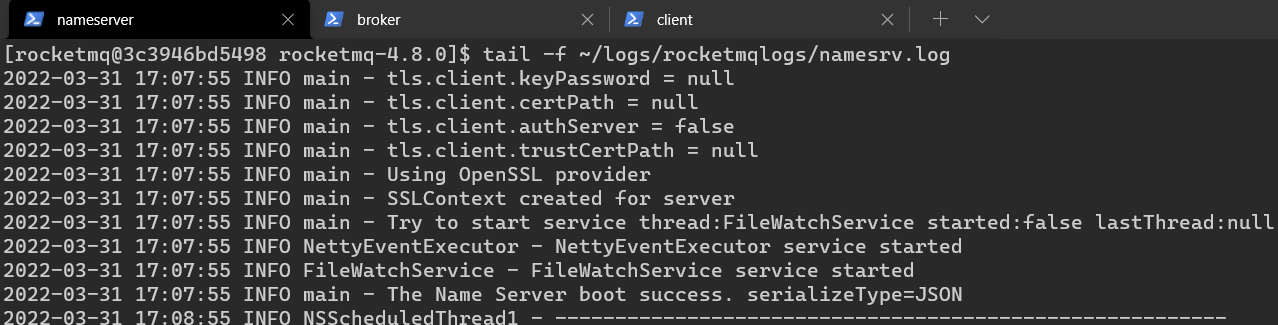 nameserver broker client
[rocketmq@3c3946bd5498 rocketmq-4.8.0]$ tail -f ~/logs/rocketmqlogs/namesrv.log
2022-03-31 17:07:55 INFO main - tls.client.keyPassword = null
2022-03-31 17:07:55 INFO main - tls.client.certPath = null
2022-03-31 17:07:55 INFO main - tls.client.authServer = false
2022-03-31 17:07:55 INFO main - tls.client.trustCertPath = null
2022-03-31 17:07:55 INFO main - Using OpenSSL provider
2022-03-31 17:07:55 INFO main - SSLContext created for server
2022-03-31 17:07:55 INFO main - Try to start service thread:FileWatchService started:false lastThread:null
2022-03-31 17:07:55 INFO NettyEventExecutor - NettyEventExecutor service started
2022-03-31 17:07:55 INFO FileWatchService - FileWatchService service started
2022-03-31 17:07:55 INFO main - The Name Server boot success. serializeType=JSON
2022-03-31 17:08:55 INFO NSScheduledThread1 - --------------------------------------------------------